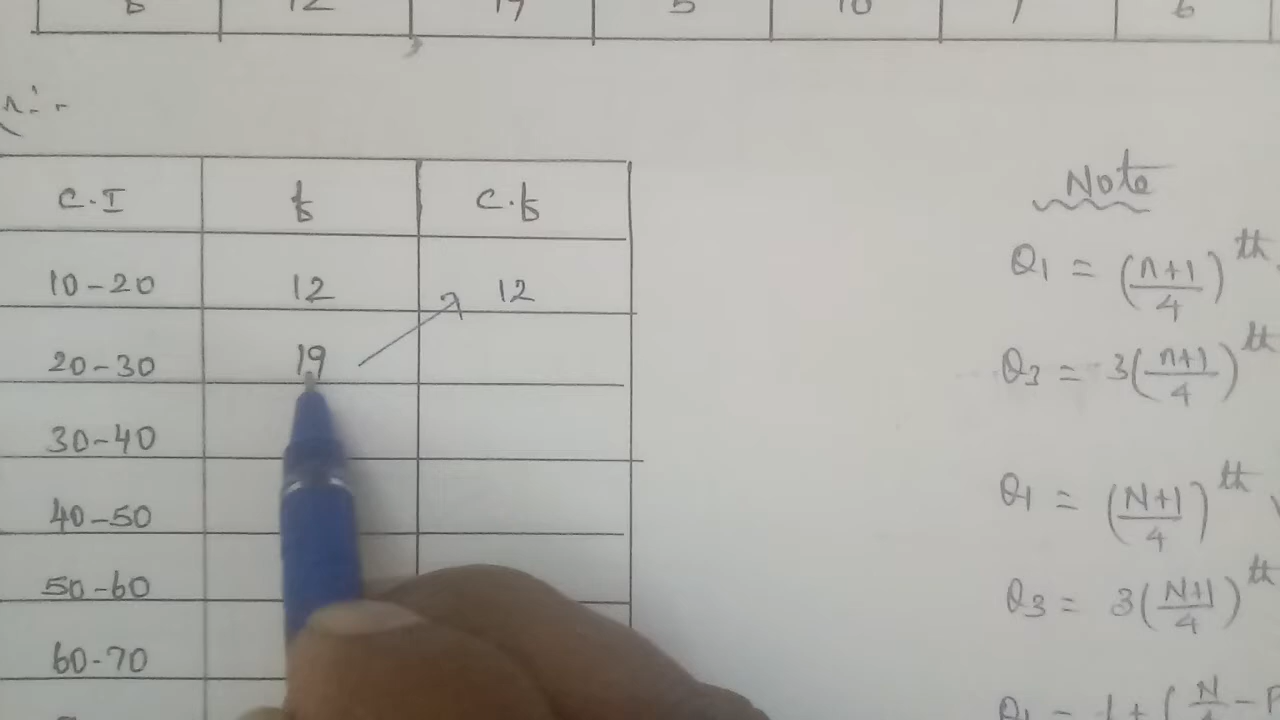 12 5 7 6
n:-
C.I f C.f
10-20 12 12
20-30 19
30-40
40-50
50-60
60-70
Note
Q1 = (n+1/4)th
Q3 = 3(n+1/4)th
Q1 = (N+1/4)th
Q3 = 3(N+1/4)th